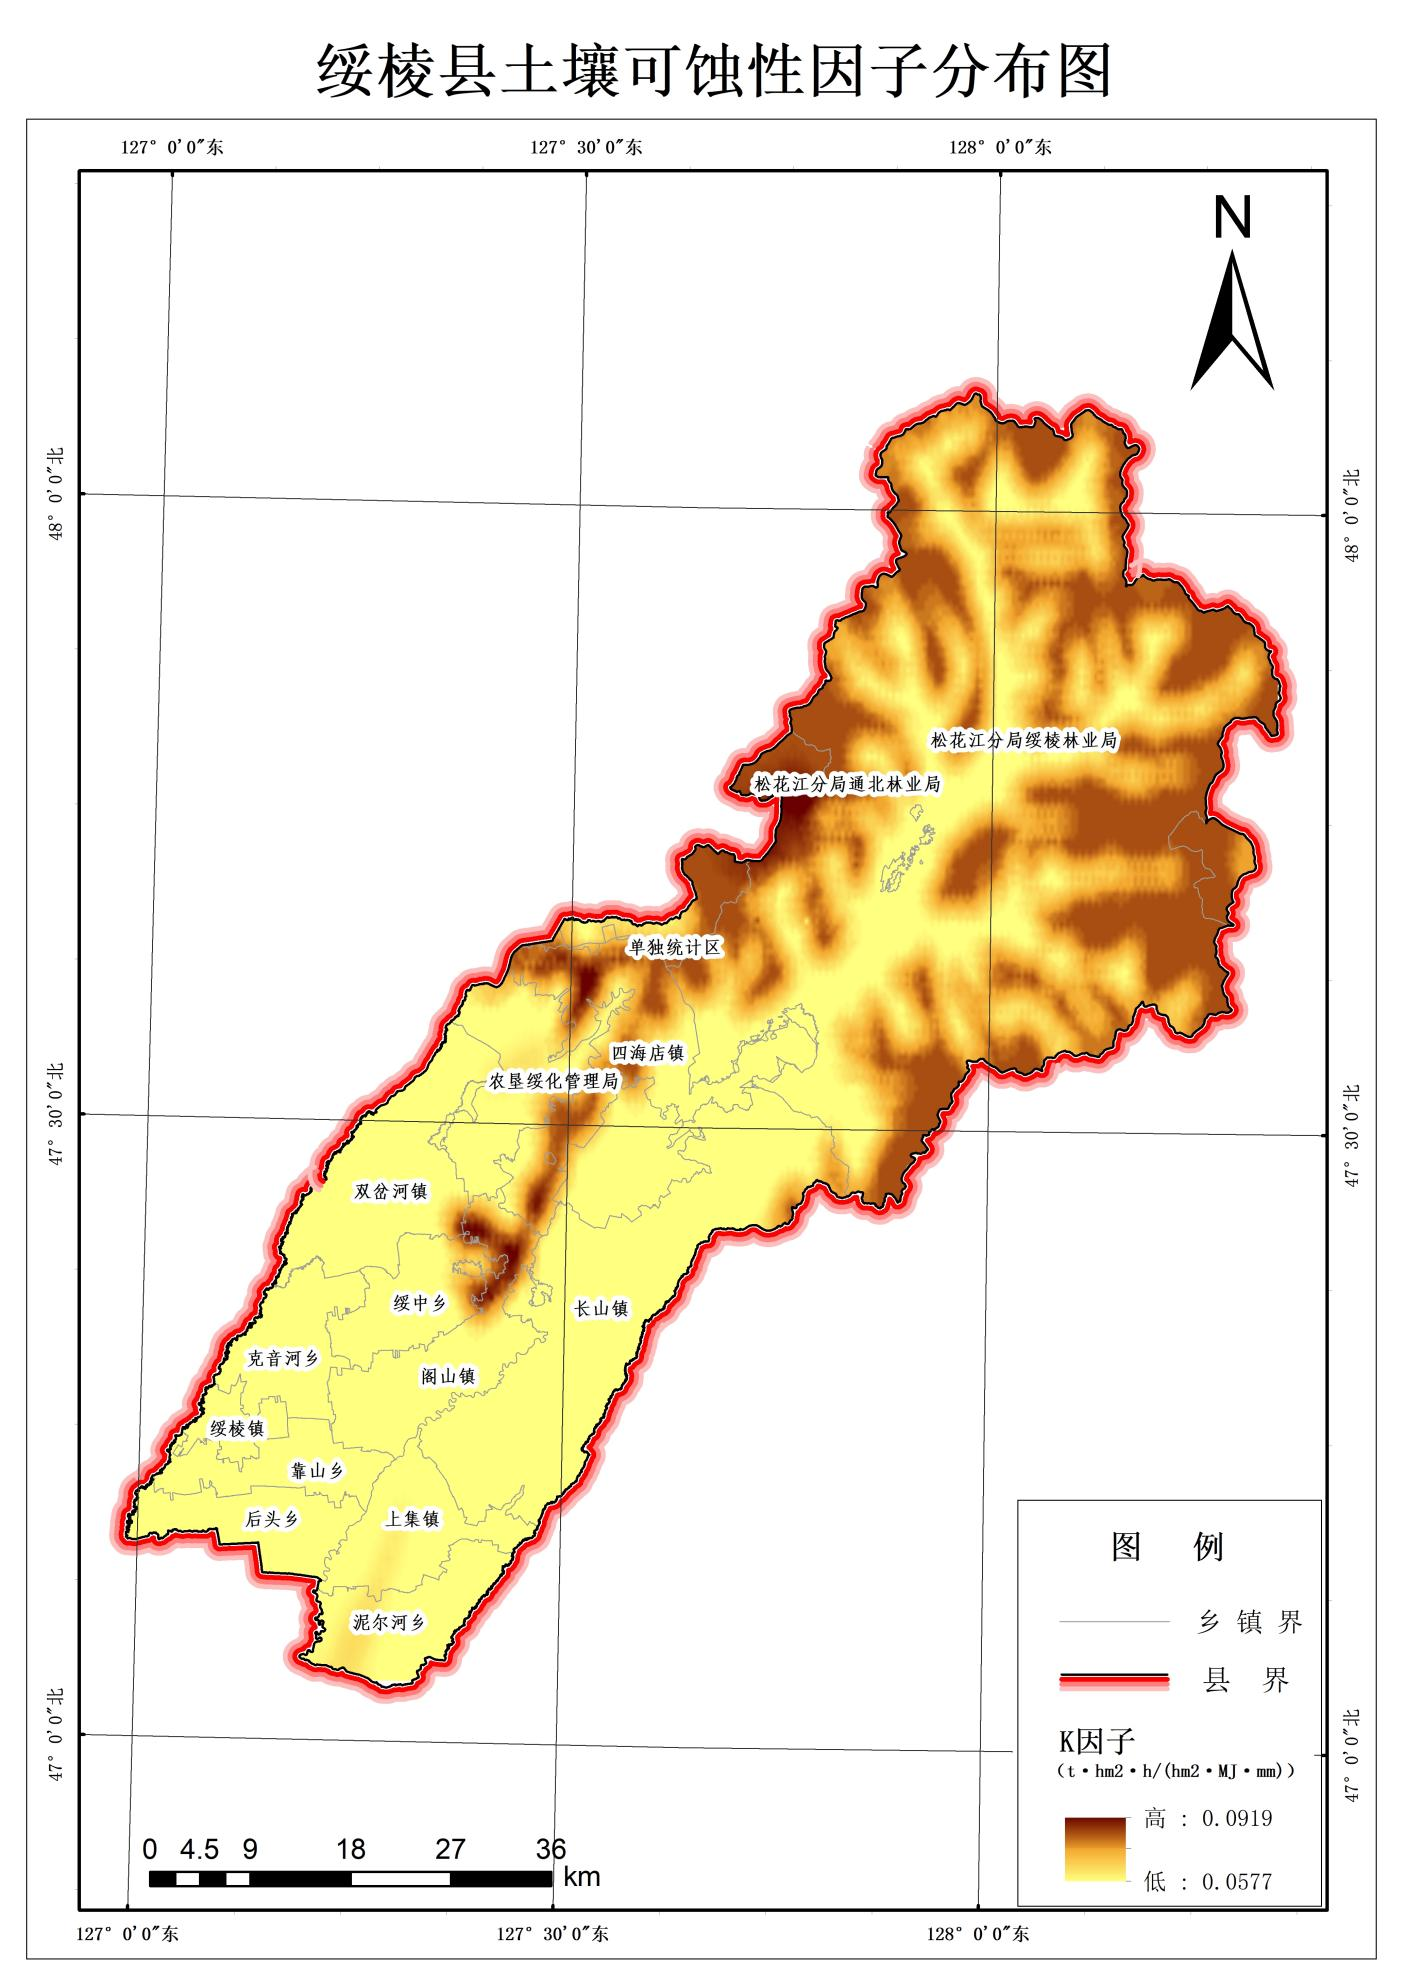 绥棱县土壤可蚀性因子分布图
127° 0′0″东 127° 30′0″东 128° 0′0″东
N
48° 0′0″北
48° 0′0″北
松花江分局绥棱林业局
松花江分局通北林业局
单独统计区
四海店镇
农垦绥化管理局
47° 30′0″北
47° 30′0″北
双岔河镇
绥中乡
长山镇
克音河乡
阁山镇
绥棱镇
靠山乡
后头乡
上集镇
泥尔河乡
47° 0′0″北
47° 0′0″北
图 例
乡 镇 界
县 界
K因子
(t·hm2·h/(hm2·MJ·mm))
高 : 0.0919
低 : 0.0577
0 4.5 9 18 27 36
km
127° 0′0″东 127° 30′0″东 128° 0′0″东